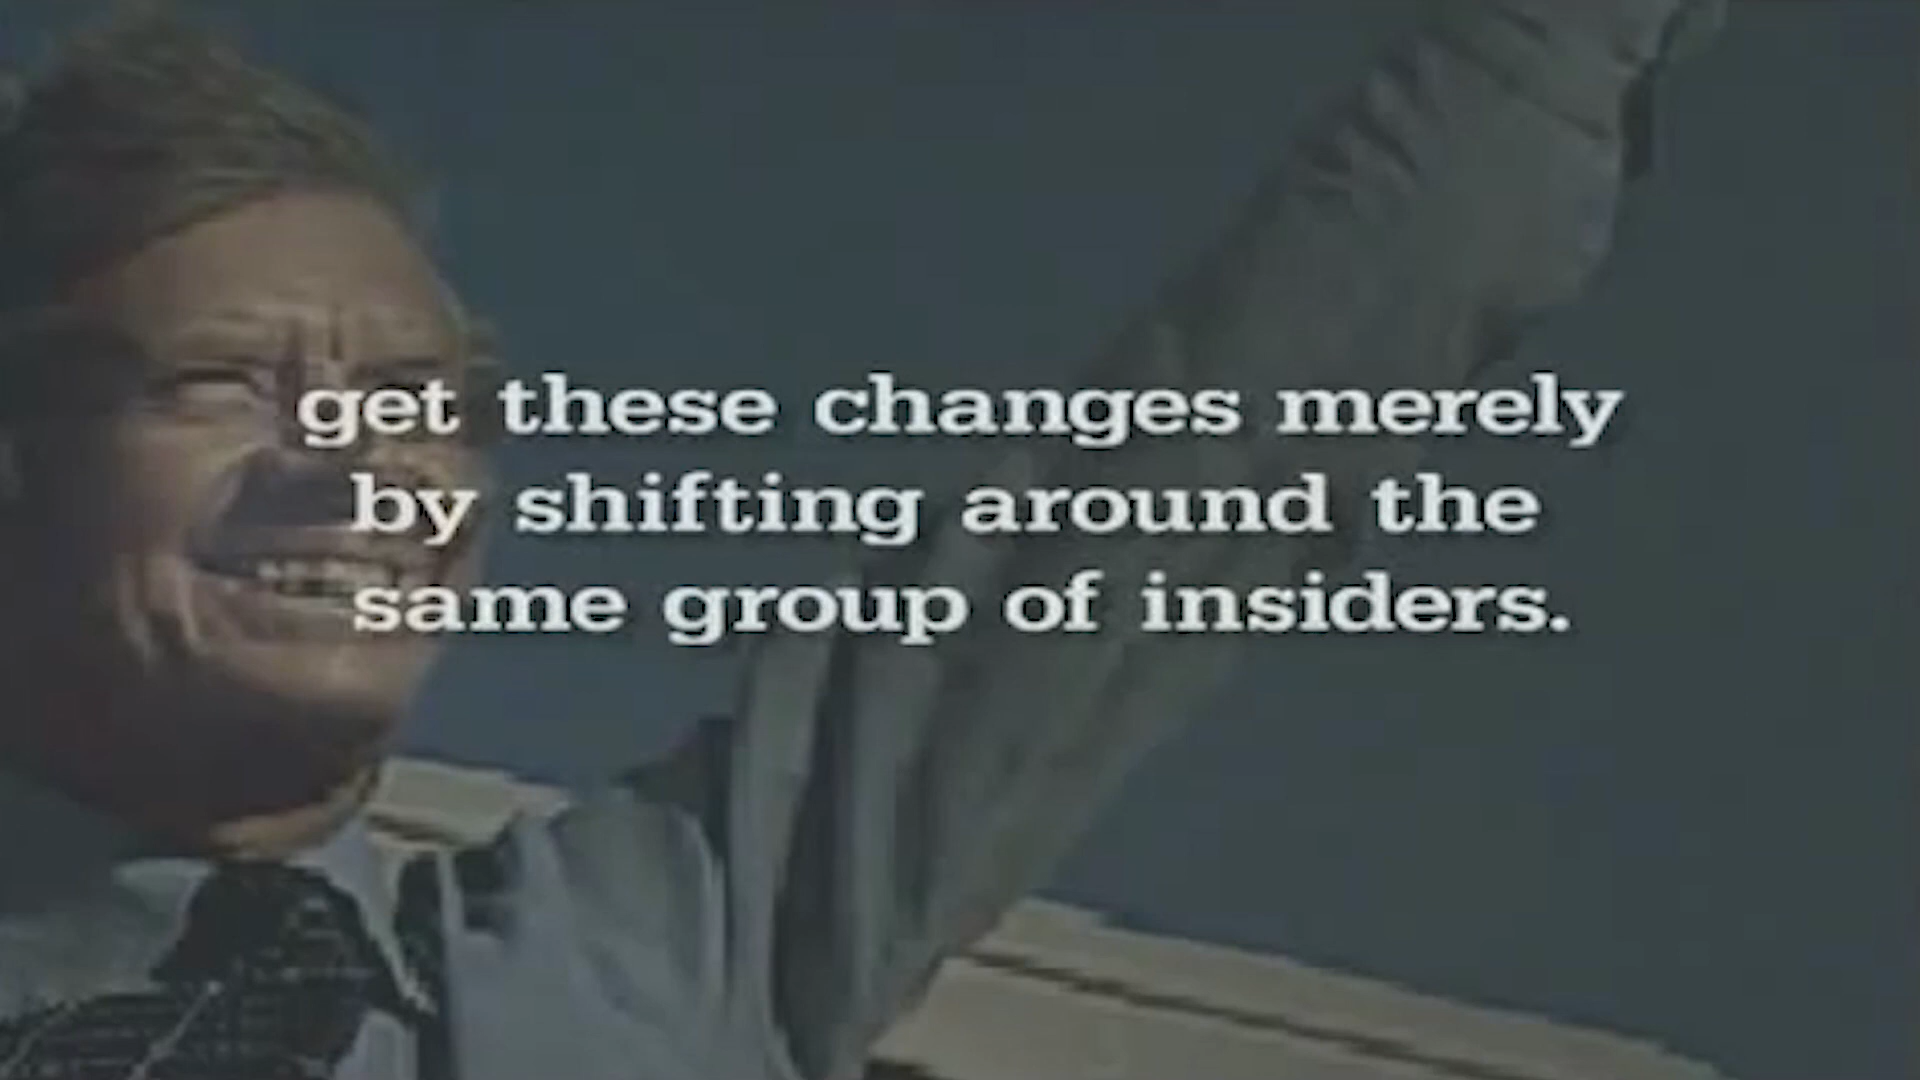 get these changes merely
by shifting around the
same group of insiders.